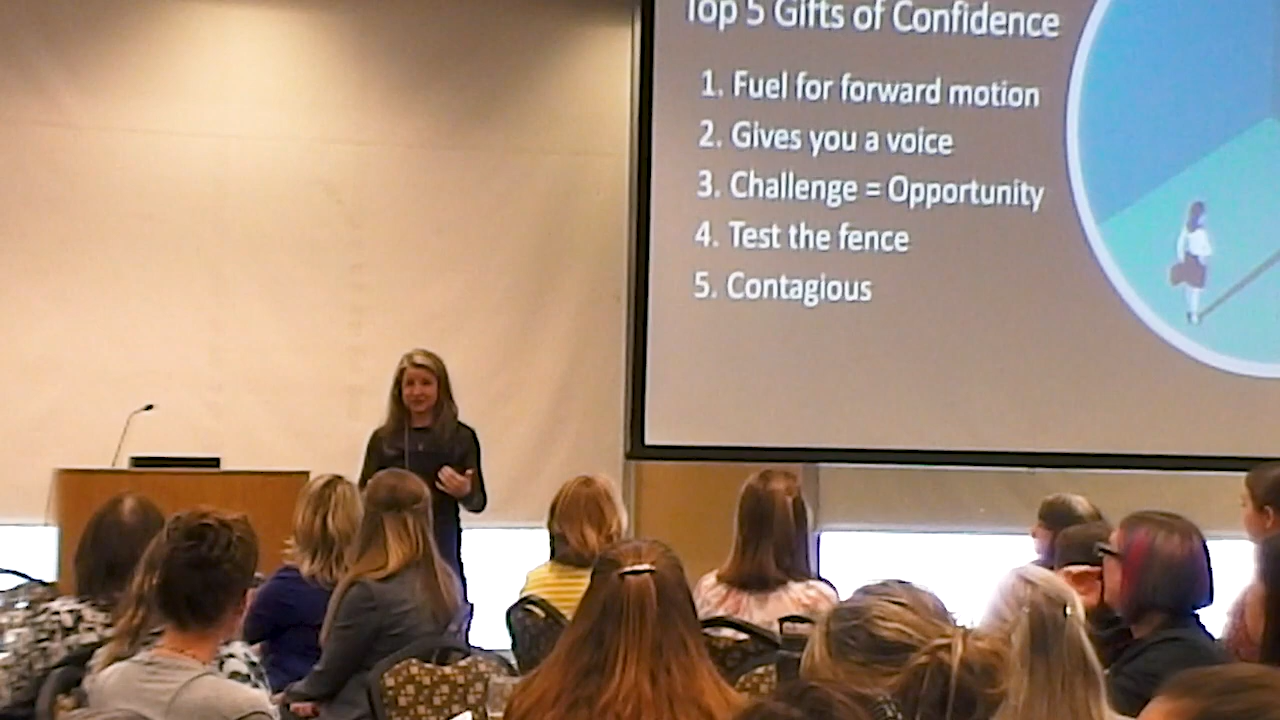 Top 5 Gifts of Confidence
1. Fuel for forward motion
2. Gives you a voice
3. Challenge = Opportunity
4. Test the fence
5. Contagious